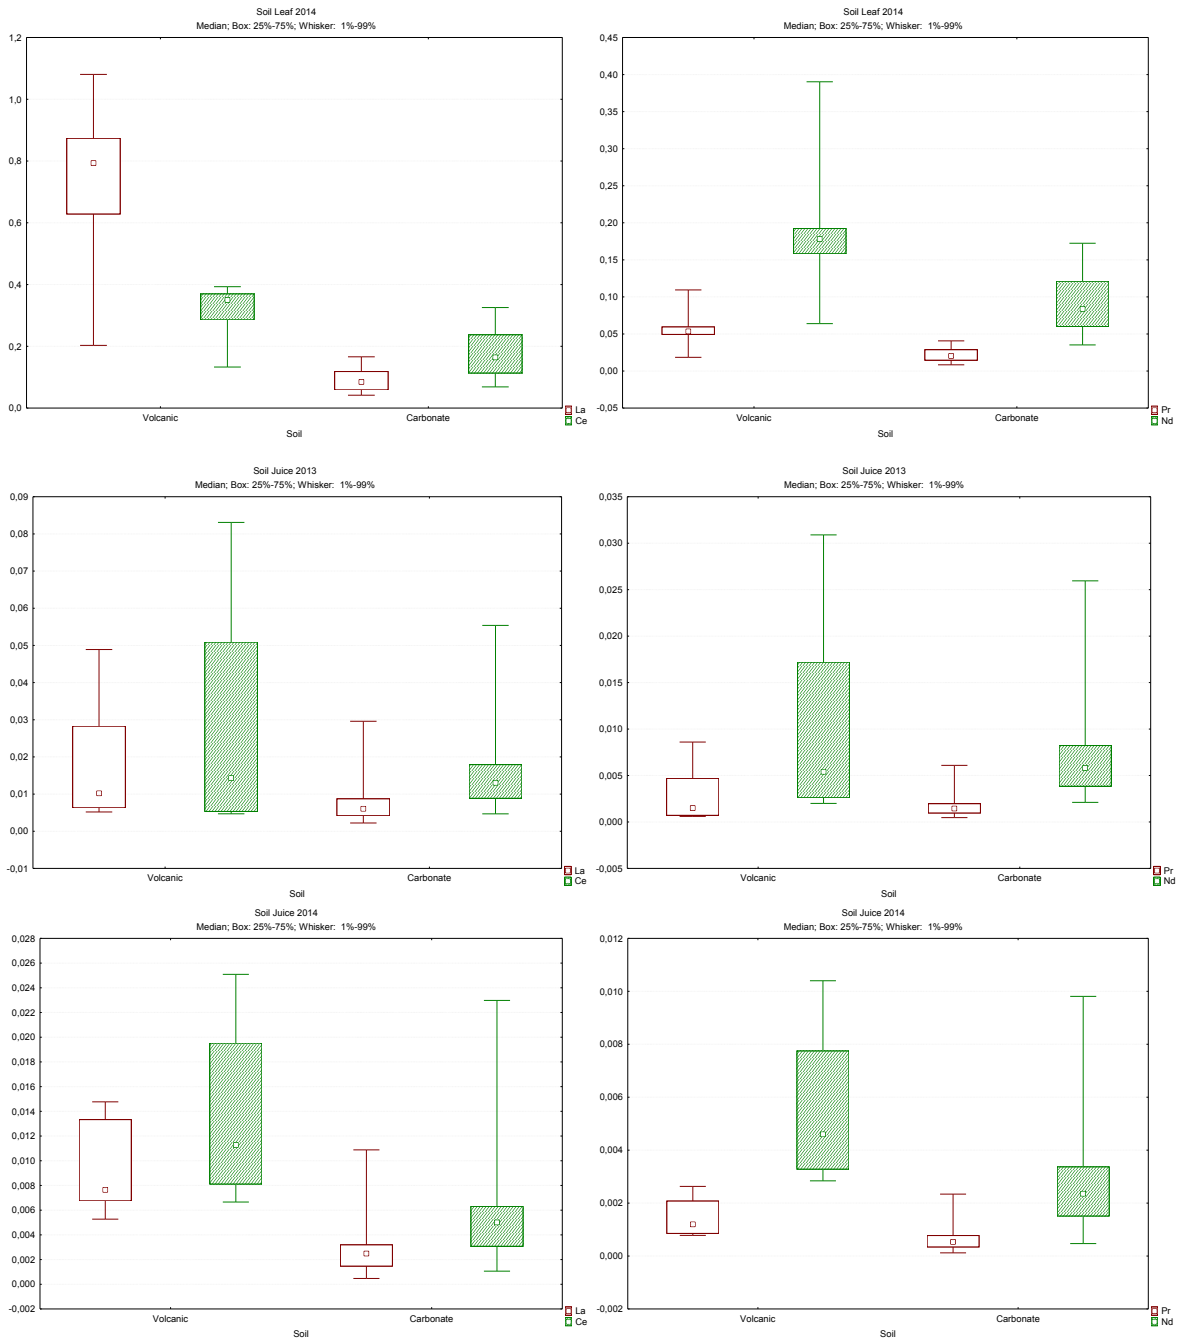 Soil Leaf 2014
Median; Box: 25%-75%; Whisker: 1%-99%
1,2
1,0
0,8
0,6
0,4
0,2
0,0
Volcanic Carbonate
Soil
La
Ce
Median; Box: 25%-75%; Whisker: 1%-99%
Soil Leaf 2014
0,45
0,40
0,35
0,30
0,25
0,20
0,15
0,10
0,05
0,00
-0,05
Volcanic Carbonate
Soil
Pr
Nd
Soil Juice 2013
Median; Box: 25%-75%; Whisker: 1%-99%
0,09
0,08
0,07
0,06
0,05
0,04
0,03
0,02
0,01
0,00
-0,01
Volcanic Carbonate
Soil
La
Ce
Soil Juice 2013
Median; Box: 25%-75%; Whisker: 1%-99%
0,035
0,030
0,025
0,020
0,015
0,010
0,005
0,000
-0,005
Volcanic Carbonate
Soil
Pr
Nd
Soil Juice 2014
Median; Box: 25%-75%; Whisker: 1%-99%
0,028
0,026
0,024
0,022
0,020
0,018
0,016
0,014
0,012
0,010
0,008
0,006
0,004
0,002
0,000
-0,002
Volcanic Carbonate
Soil
La
Ce
Soil Juice 2014
Median; Box: 25%-75%; Whisker: 1%-99%
0,012
0,010
0,008
0,006
0,004
0,002
0,000
-0,002
Volcanic Carbonate
Soil
Pr
Nd